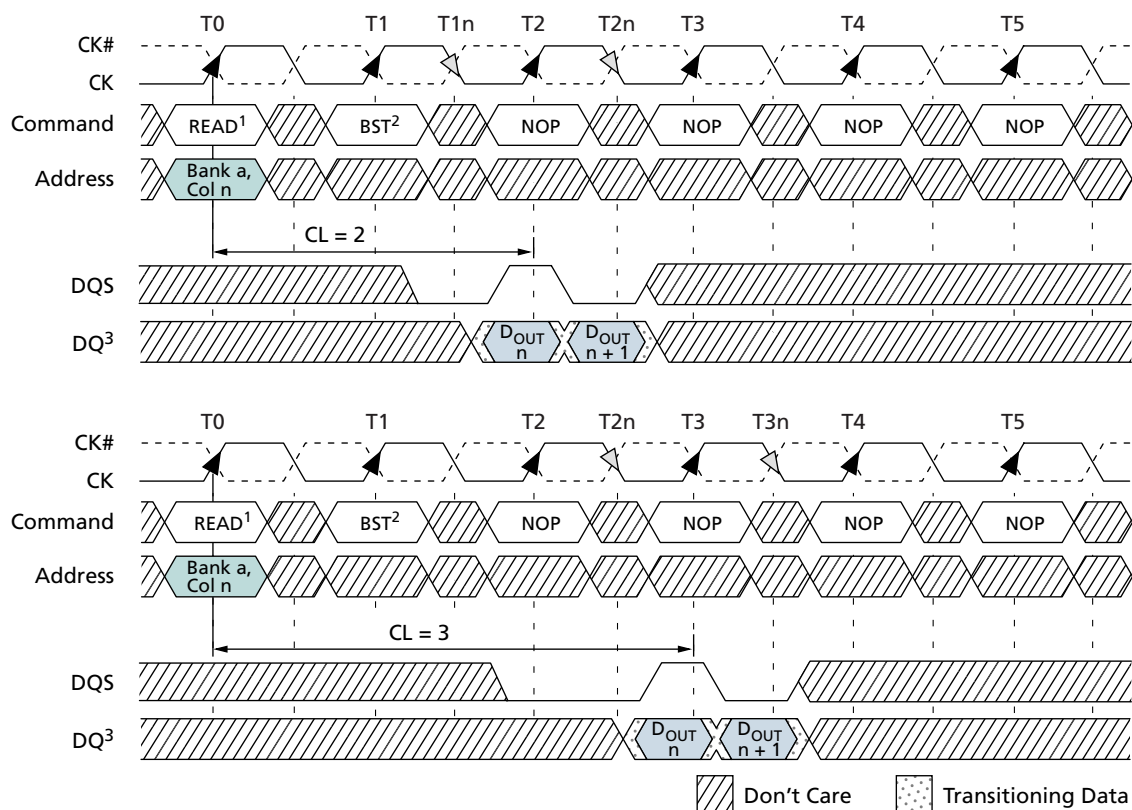 T0 T1 T1n T2 T2n T3 T4 T5
CK#
CK
Command READ¹ BST² NOP NOP NOP NOP
Address Bank a,
Col n
CL = 2
DQS
DQ³ DOUT
n DOUT
n + 1
T0 T1 T2 T2n T3 T3n T4 T5
CK#
CK
Command READ¹ BST² NOP NOP NOP NOP
Address Bank a,
Col n
CL = 3
DQS
DQ³ DOUT
n DOUT
n + 1
Don't Care Transitioning Data